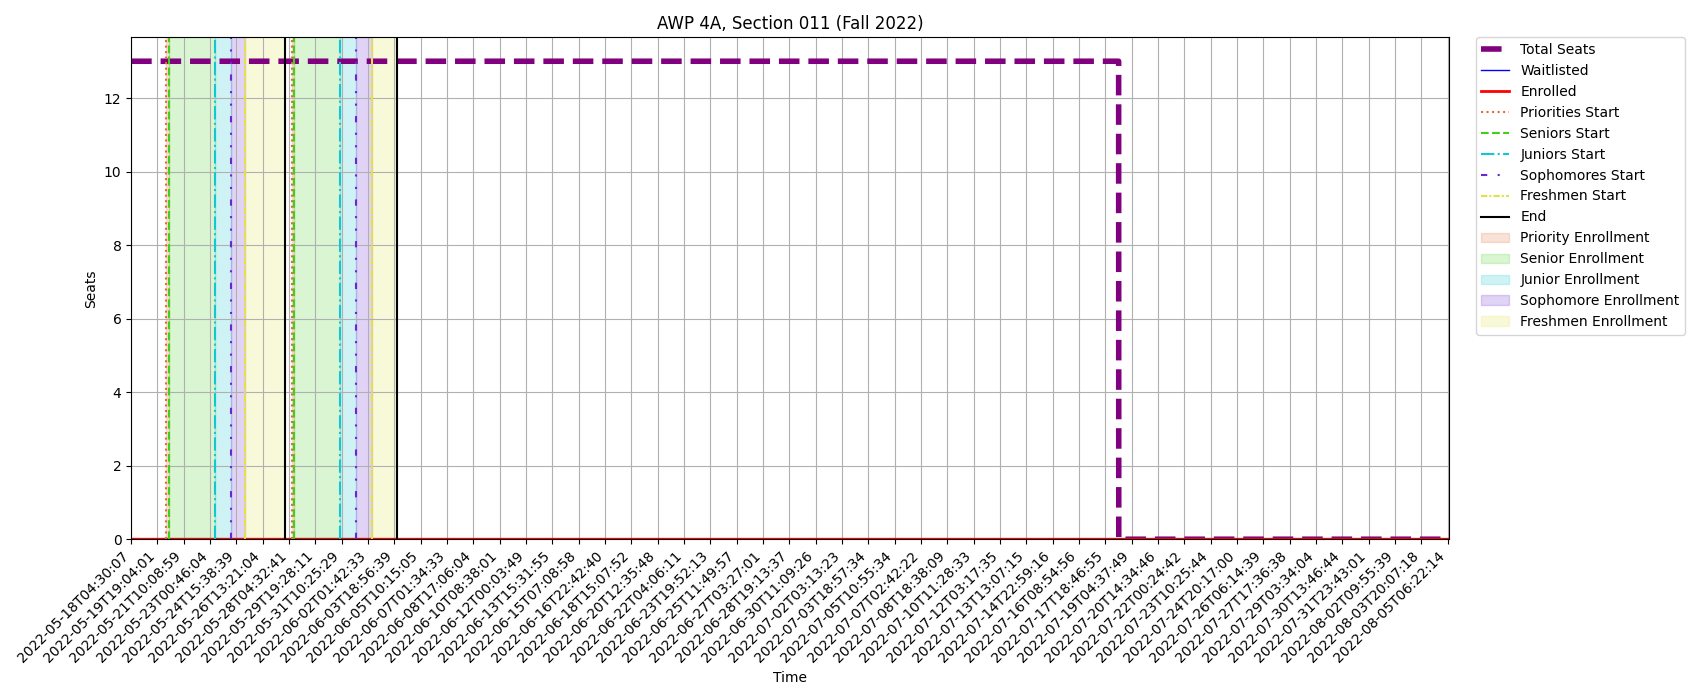 AWP 4A, Section 011 (Fall 2022)
Total Seats
Waitlisted
Enrolled
Priorities Start
Seniors Start
Juniors Start
Sophomores Start
Freshmen Start
End
Priority Enrollment
Senior Enrollment
Junior Enrollment
Sophomore Enrollment
Freshmen Enrollment
Seats
12
10
8
6
4
2
0
2022-05-18T04:30:07
2022-05-19T19:04:01
2022-05-21T10:08:59
2022-05-23T00:46:04
2022-05-24T15:38:39
2022-05-26T13:21:04
2022-05-28T04:32:41
2022-05-29T19:28:11
2022-05-31T10:25:29
2022-06-02T01:42:33
2022-06-03T18:56:39
2022-06-05T10:15:05
2022-06-07T01:34:33
2022-06-08T17:06:04
2022-06-10T08:38:01
2022-06-12T00:03:49
2022-06-13T15:31:55
2022-06-15T07:08:58
2022-06-16T22:42:40
2022-06-18T15:07:52
2022-06-20T12:35:48
2022-06-22T04:06:11
2022-06-23T19:52:13
2022-06-25T11:49:57
2022-06-27T03:27:01
2022-06-28T19:13:37
2022-06-30T11:09:26
2022-07-02T03:13:23
2022-07-03T18:57:34
2022-07-05T10:55:34
2022-07-07T02:42:22
2022-07-08T18:38:09
2022-07-10T11:28:33
2022-07-12T03:17:35
2022-07-13T13:07:15
2022-07-14T22:59:16
2022-07-16T08:54:56
2022-07-17T18:46:55
2022-07-19T04:37:49
2022-07-20T14:34:46
2022-07-22T00:24:42
2022-07-23T10:25:44
2022-07-24T20:17:00
2022-07-26T06:14:39
2022-07-27T17:36:38
2022-07-29T03:34:04
2022-07-30T13:46:44
2022-07-31T23:43:01
2022-08-02T09:55:39
2022-08-03T20:07:18
2022-08-05T06:22:14
Time